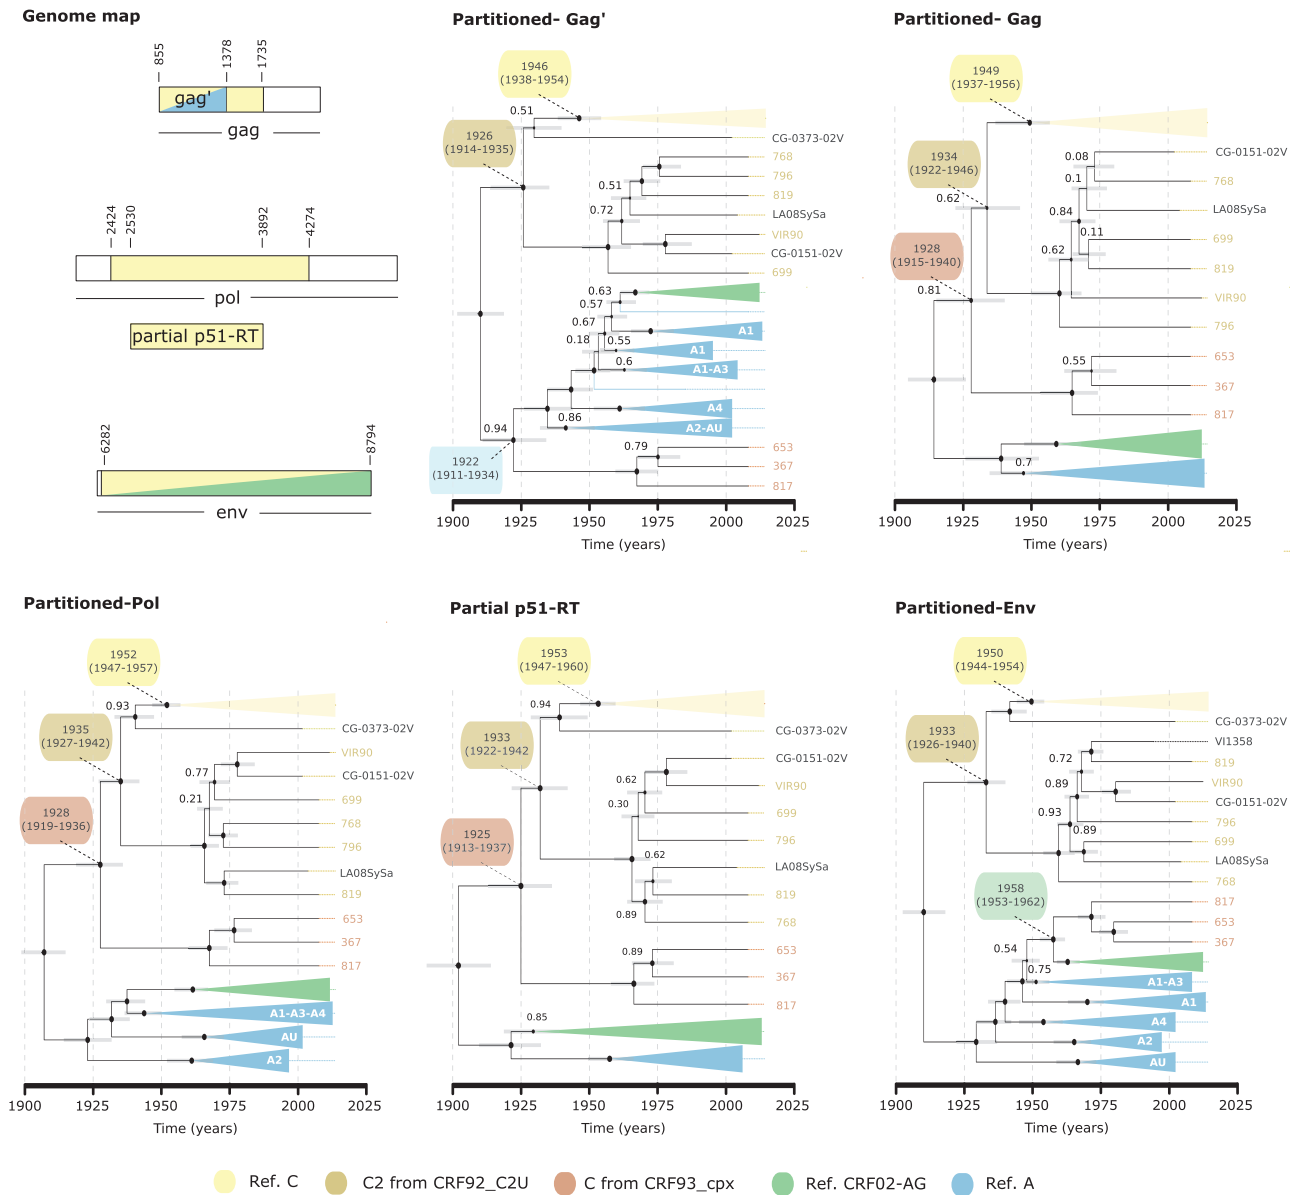 Genome map
855
1378
1735
gag'
gag
2424
2530
3892
4274
pol
partial p51-RT
6282
8794
env
Partitioned- Gag'
1946
(1938-1954)
0.51
1926
(1914-1935)
CG-0373-02V
768
796
0.51
819
0.72
LA08SySa
VIR90
CG-0151-02V
699
0.63
0.57
0.67
A1
0.18
0.55
A1
0.6
A1-A3
A4
0.86
A2-AU
0.94
0.79
653
1922
(1911-1934)
367
817
1900 1925 1950 1975 2000 2025
Time (years)
Partitioned- Gag
1949
(1937-1956)
1934
(1922-1946)
0.62
0.08
CG-0151-02V
0.1
768
0.84
LA08SySa
0.11
699
1928
(1915-1940)
0.62
819
0.81
VIR90
796
0.55
653
367
817
0.7
1900 1925 1950 1975 2000 2025
Time (years)
Partitioned-Pol
1952
(1947-1957)
0.93
1935
(1927-1942)
CG-0373-02V
VIR90
0.77
CG-0151-02V
0.21
699
1928
(1919-1936)
768
796
LA08SySa
819
653
367
817
A1-A3-A4
AU
A2
1900 1925 1950 1975 2000 2025
Time (years)
Partial p51-RT
1953
(1947-1960)
0.94
1933
(1922-1942
CG-0373-02V
CG-0151-02V
0.62
VIR90
0.30
699
1925
(1913-1937)
796
0.62
LA08SySa
819
0.89
768
0.89
653
367
817
0.85
1900 1925 1950 1975 2000 2025
Time (years)
Partitioned-Env
1950
(1944-1954)
1933
(1926-1940)
CG-0373-02V
VI1358
0.72
819
0.89
VIR90
CG-0151-02V
0.93
796
0.89
699
LA08SySa
768
1958
(1953-1962)
817
653
0.54
367
0.75
A1-A3
A1
A4
A2
AU
1900 1925 1950 1975 2000 2025
Time (years)
Ref. C
C2 from CRF92_C2U
C from CRF93_cpx
Ref. CRF02-AG
Ref. A